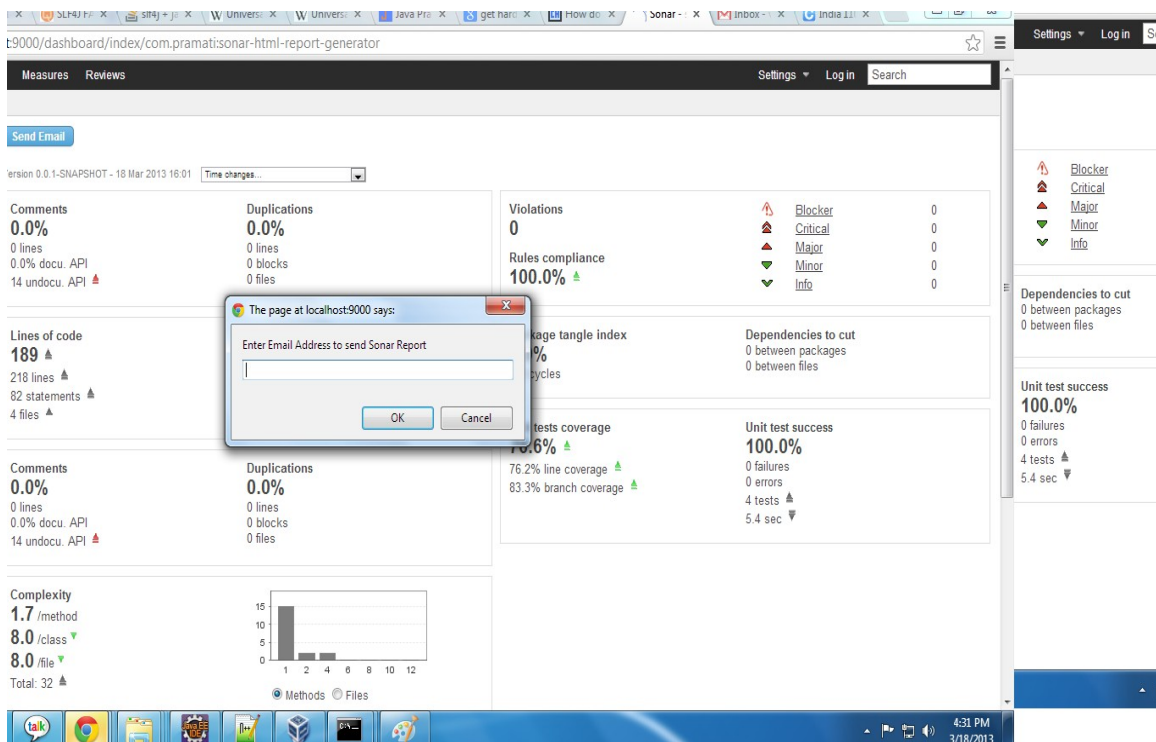 SLF4J F
slf4j + ja
Universi
Universi
Java Pra
get hard
How do
Sonar -
Inbox -
India 11
:9000/dashboard/index/com.pramati:sonar-html-report-generator
Measures Reviews
Settings Log in Search
Send Email
ersion 0.0.1-SNAPSHOT - 18 Mar 2013 16:01 Time changes...
Comments
0.0%
0 lines
0.0% docu. API
14 undocu. API
Duplications
0.0%
0 lines
0 blocks
0 files
Violations
0
Rules compliance
100.0%
Blocker 0
Critical 0
Major 0
Minor 0
Info 0
Lines of code
189
218 lines
82 statements
4 files
The page at localhost:9000 says:
Enter Email Address to send Sonar Report
OK Cancel
kage tangle index
%
ycles
Dependencies to cut
0 between packages
0 between files
tests coverage
76.2% line coverage
83.3% branch coverage
Unit test success
100.0%
0 failures
0 errors
4 tests
5.4 sec
Comments
0.0%
0 lines
0.0% docu. API
14 undocu. API
Duplications
0.0%
0 lines
0 blocks
0 files
Complexity
1.7 /method
8.0 /class
8.0 /file
Total: 32
15
10
5
0
1 2 4 6 8 10 12
Methods Files
talk
4:31 PM
3/18/2013
Settings Log in S
Blocker
Critical
Major
Minor
Info
Dependencies to cut
0 between packages
0 between files
Unit test success
100.0%
0 failures
0 errors
4 tests
5.4 sec